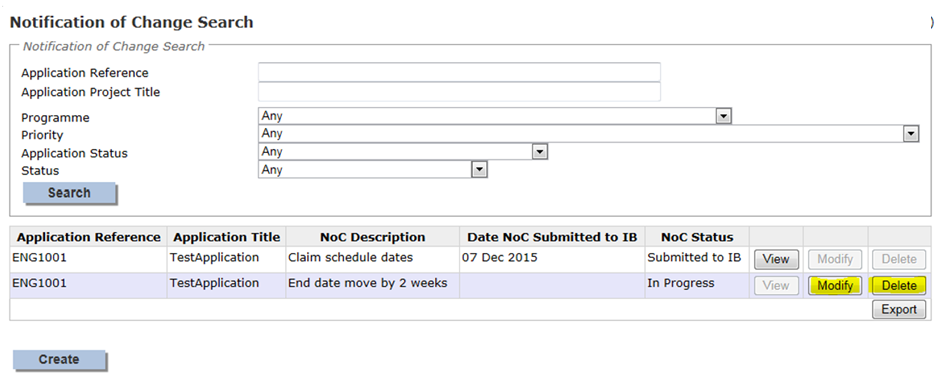 Notification of Change Search
)
Notification of Change Search
Application Reference
Application Project Title
Programme Any
Priority Any
Application Status Any
Status Any
Search
Application Reference Application Title NoC Description Date NoC Submitted to IB NoC Status
ENG1001 TestApplication Claim schedule dates 07 Dec 2015 Submitted to IB View Modify Delete
ENG1001 TestApplication End date move by 2 weeks In Progress View Modify Delete
Export
Create